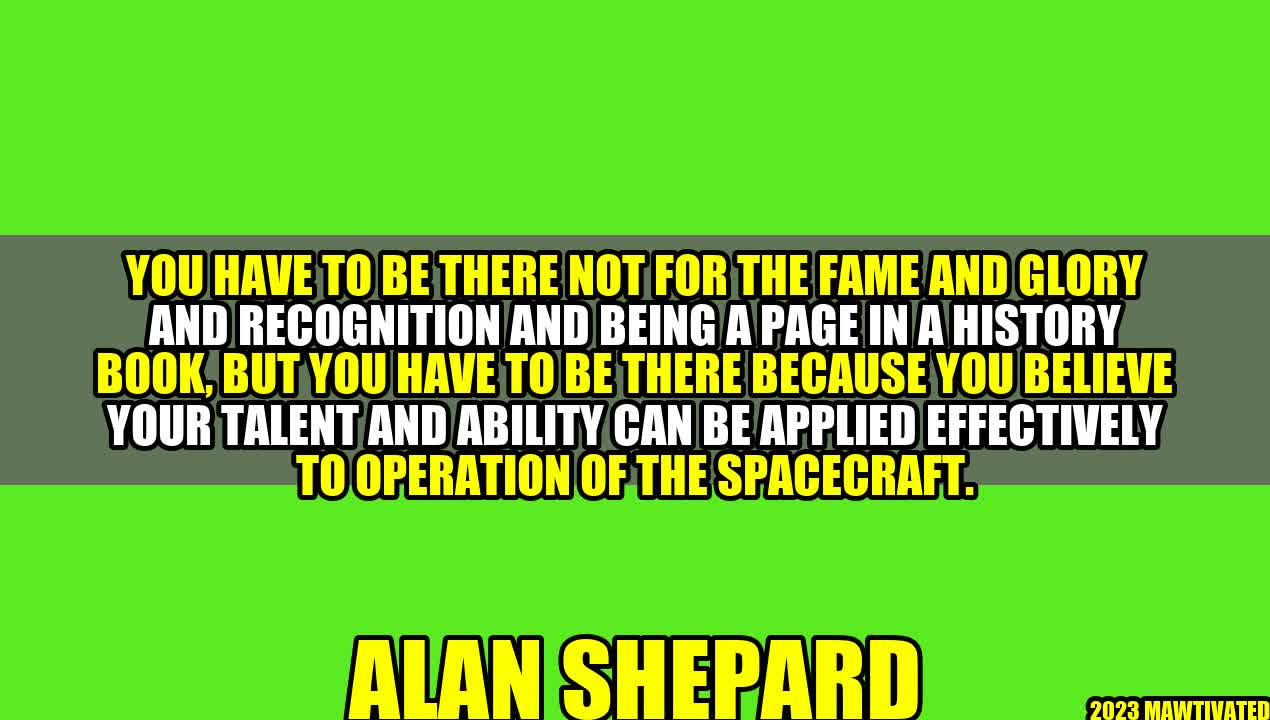 YOU HAVE TO BE THERE NOT FOR THE FAME AND GLORY
AND RECOGNITION AND BEING A PAGE IN A HISTORY
BOOK, BUT YOU HAVE TO BE THERE BECAUSE YOU BELIEVE
YOUR TALENT AND ABILITY CAN BE APPLIED EFFECTIVELY
TO OPERATION OF THE SPACECRAFT.
ALAN SHEPARD
2023 MAWTIVATED